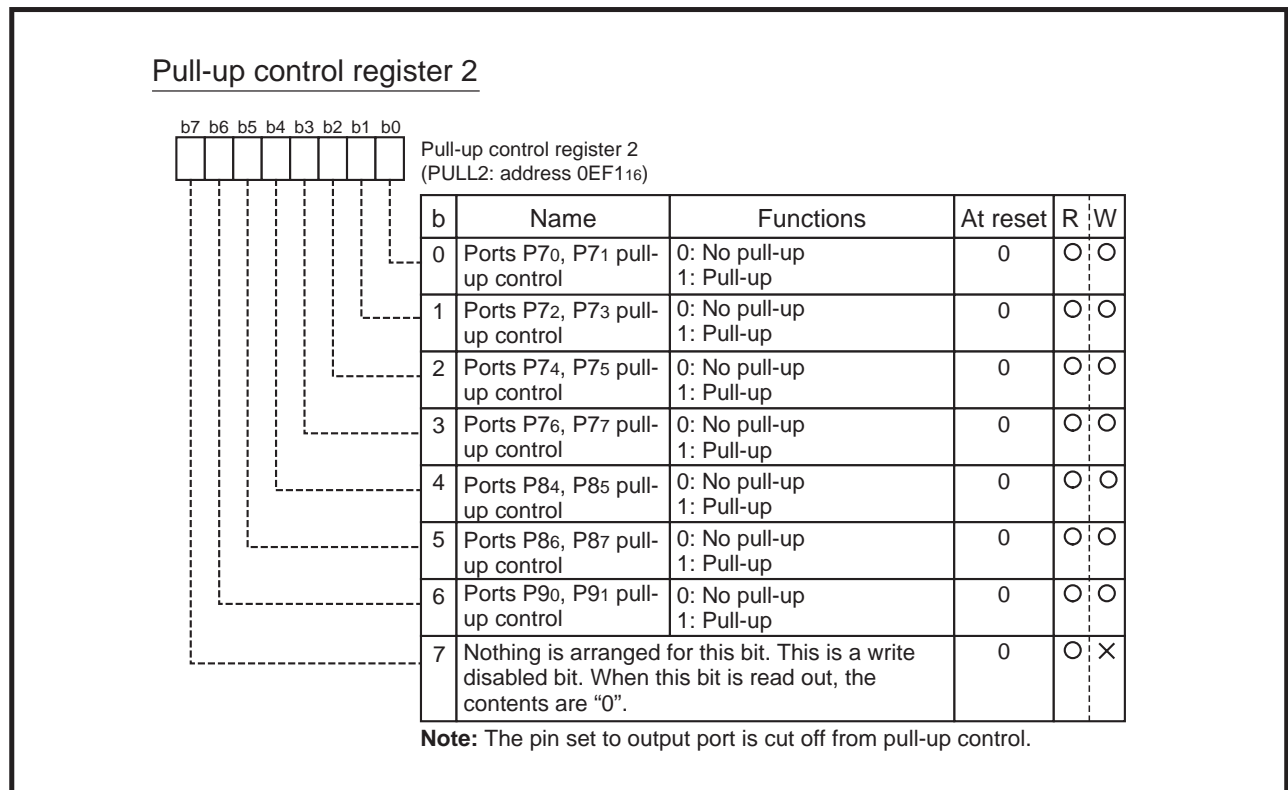 Pull-up control register 2
b7 b6 b5 b4 b3 b2 b1 b0
Pull-up control register 2
(PULL2: address 0EF116)
b Name Functions At reset R W
0 Ports P70, P71 pull- 0: No pull-up 0 O O
up control 1: Pull-up
1 Ports P72, P73 pull- 0: No pull-up 0 O O
up control 1: Pull-up
2 Ports P74, P75 pull- 0: No pull-up 0 O O
up control 1: Pull-up
3 Ports P76, P77 pull- 0: No pull-up 0 O O
up control 1: Pull-up
4 Ports P84, P85 pull- 0: No pull-up 0 O O
up control 1: Pull-up
5 Ports P86, P87 pull- 0: No pull-up 0 O O
up control 1: Pull-up
6 Ports P90, P91 pull- 0: No pull-up 0 O O
up control 1: Pull-up
7 Nothing is arranged for this bit. This is a write 0 O ×
disabled bit. When this bit is read out, the
contents are “0”.
Note: The pin set to output port is cut off from pull-up control.